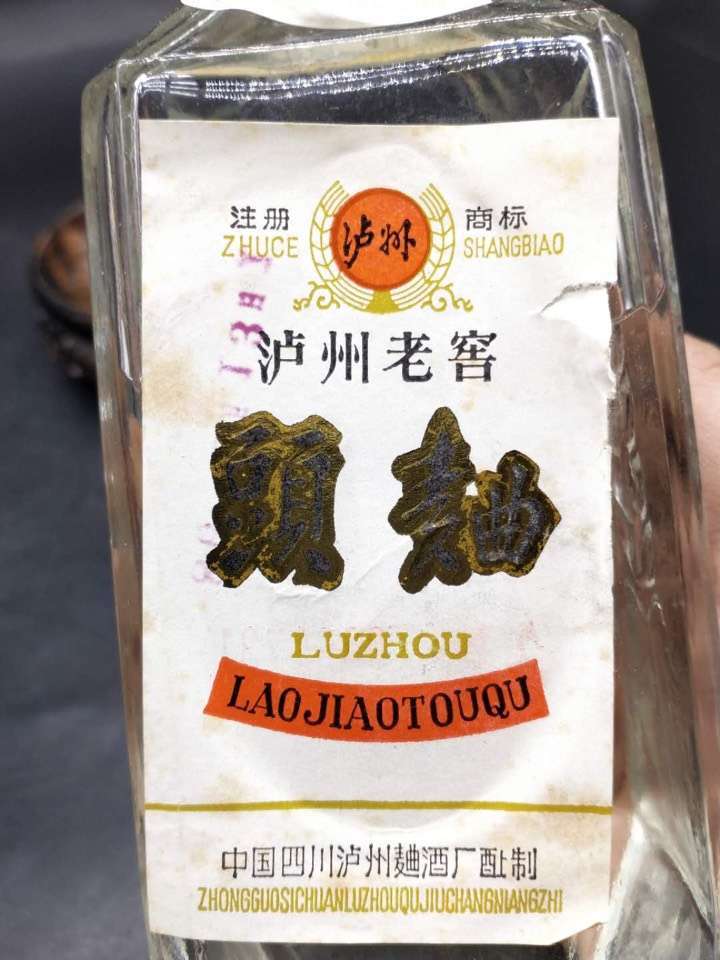 注册 泸州 商标
ZHUCE SHANGBIAO
泸州老窖
頭麯
LUZHOU
LAOJIAOTOUQU
中国四川泸州麯酒厂酿制
ZHONGGUOSICHUANLUZHOUQUJIUCHANGNIANGZHI